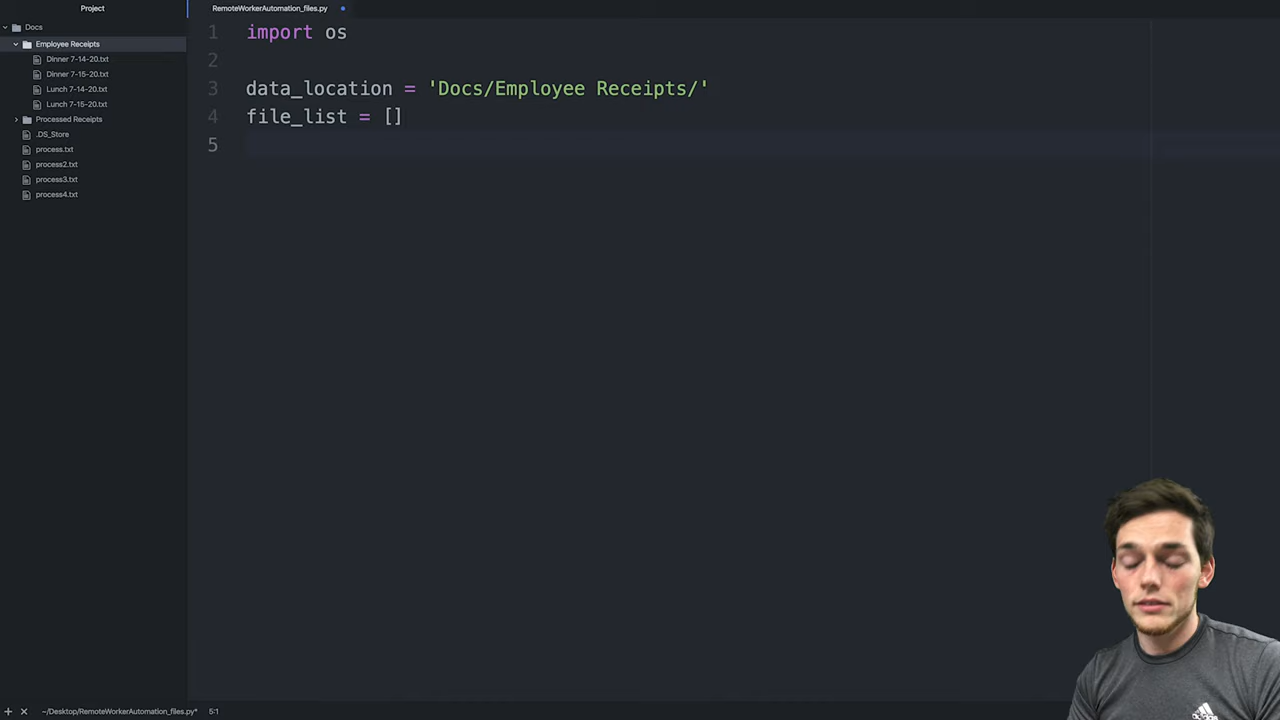 Project
RemoteWorkerAutomation_files.py
Docs
Employee Receipts
Dinner 7-14-20.txt
Dinner 7-15-20.txt
Lunch 7-14-20.txt
Lunch 7-15-20.txt
Processed Receipts
.DS_Store
process.txt
process2.txt
process3.txt
process4.txt
1 import os
2
3 data_location = 'Docs/Employee Receipts/'
4 file_list = []
5
adidas
~/Desktop/RemoteWorkerAutomation_files.py* 5:1